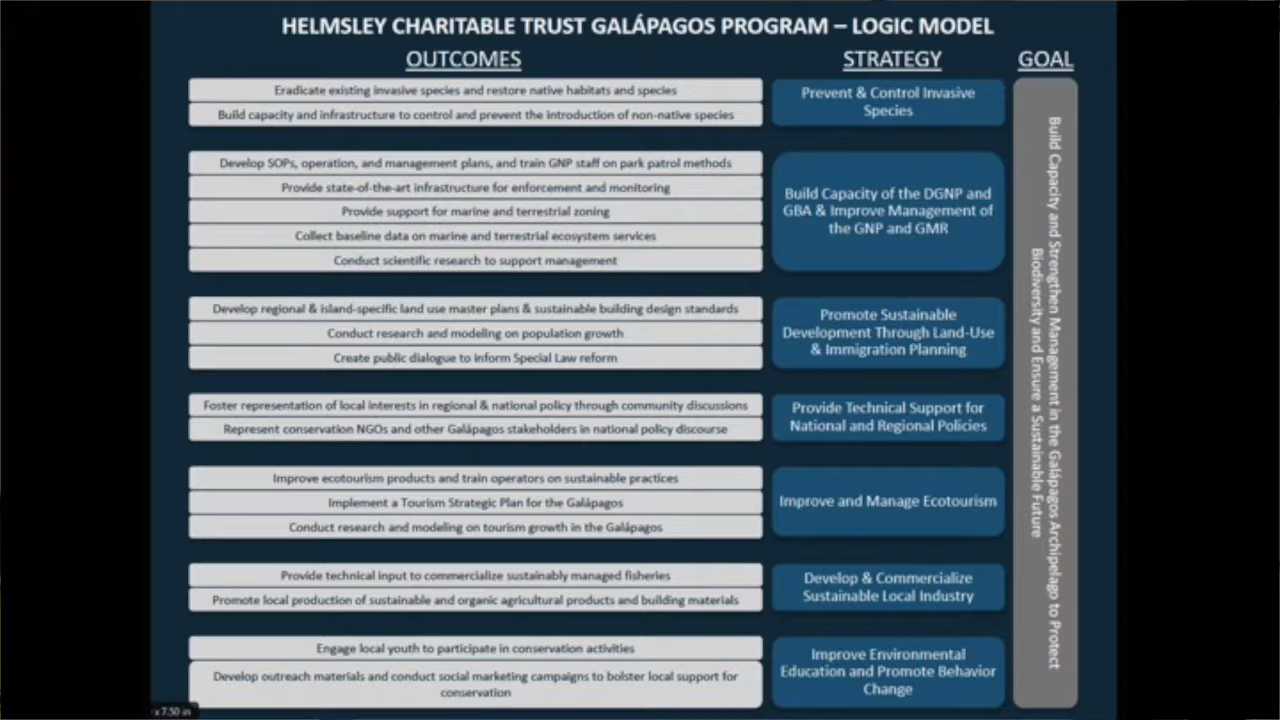 HELMSLEY CHARITABLE TRUST GALÁPAGOS PROGRAM – LOGIC MODEL
OUTCOMES
STRATEGY
GOAL
Eradicate existing invasive species and restore native habitats and species
Build capacity and infrastructure to control and prevent the introduction of non-native species
Prevent & Control Invasive
Species
Develop SOPs, operation, and management plans, and train GNP staff on park patrol methods
Provide state-of-the-art infrastructure for enforcement and monitoring
Provide support for marine and terrestrial zoning
Collect baseline data on marine and terrestrial ecosystem services
Conduct scientific research to support management
Build Capacity of the DGNP and
GBA & Improve Management of
the GNP and GMR
Develop regional & island-specific land use master plans & sustainable building design standards
Conduct research and modeling on population growth
Create public dialogue to inform Special Law reform
Promote Sustainable
Development Through Land-Use
& Immigration Planning
Foster representation of local interests in regional & national policy through community discussions
Represent conservation NGOs and other Galápagos stakeholders in national policy discourse
Provide Technical Support for
National and Regional Policies
Improve ecotourism products and train operators on sustainable practices
Implement a Tourism Strategic Plan for the Galápagos
Conduct research and modeling on tourism growth in the Galápagos
Improve and Manage Ecotourism
Provide technical input to commercialize sustainably managed fisheries
Promote local production of sustainable and organic agricultural products and building materials
Develop & Commercialize
Sustainable Local Industry
Engage local youth to participate in conservation activities
Develop outreach materials and conduct social marketing campaigns to bolster local support for
conservation
Improve Environmental
Education and Promote Behavior
Change
Build Capacity and Strengthen Management in the Galápagos Archipelago to Protect
Biodiversity and Ensure a Sustainable Future
x 7.50 in